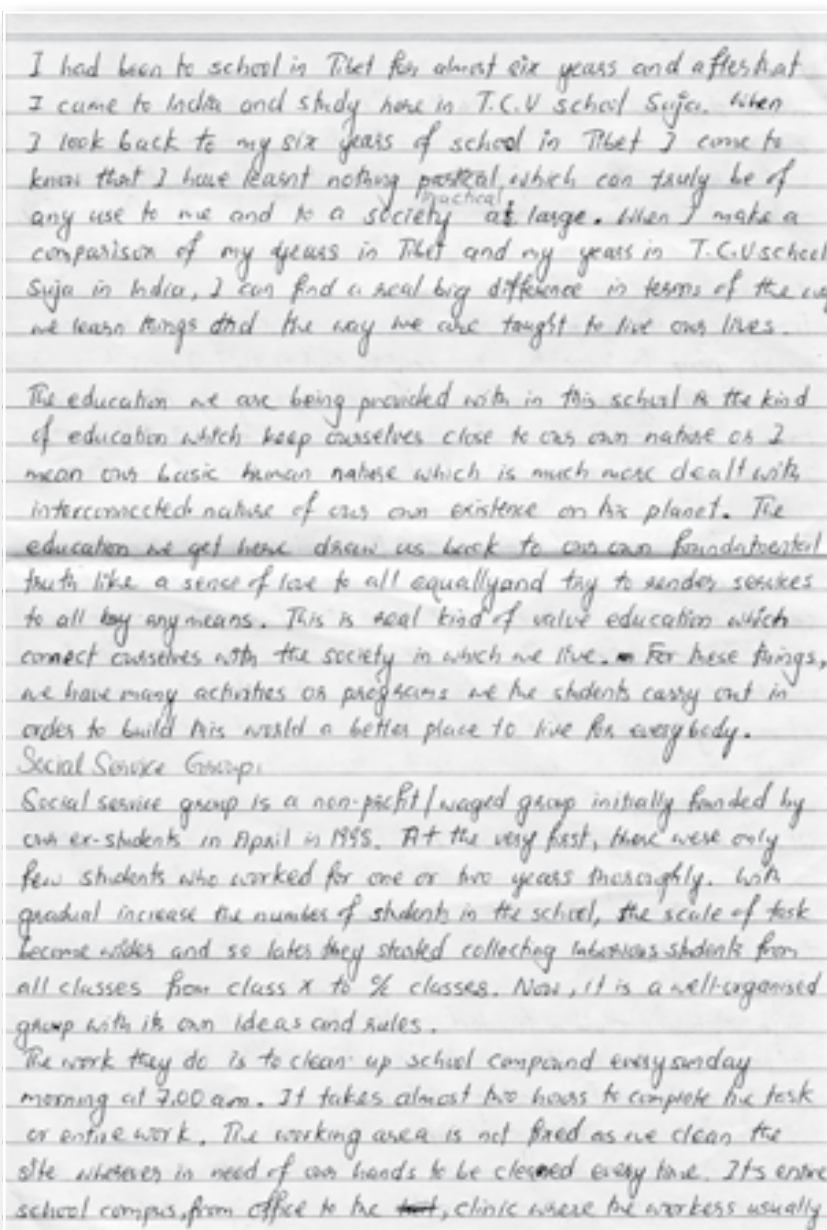 I had been to school in Tibet for almost six years and after that
I came to India and study here in T.C.V school Suja. When
I look back to my six years of school in Tibet I come to
know that I have learnt nothing practical, which can truly be of
any use to me and to a society at large. When I make a
comparison of my years in Tibet and my years in T.C.V school
Suja in India, I can find a real big difference in terms of the way
we learn things and the way we are taught to live our lives.
The education we are being provided with in this school is the kind
of education which keep ourselves close to our own nature or I
mean our basic human nature which is much more dealt with
interconnected nature of our own existence on this planet. The
education we get here draw us back to our own foundatmental
truth like a sence of love to all equally and try to render services
to all by any means. This is real kind of value education which
connect ourselves with the society in which we live. For these things,
we have many activities or programs we the students carry out in
order to build this world a better place to live for everybody.
Social Service Group:
Social service group is a non-profit/waged group initially founded by
our ex-students in April in 1995. At the very first, there were only
few students who worked for one or two years thoroughly. With
gradual increase the number of students in the school, the scale of task
become wider and so later they started collecting laborious students from
all classes from class X to classes. Now, it is a well-organised
group with its own ideas and rules.
The work they do is to clean up school compound every sunday
morning at 7.00 am. It takes almost two hours to complete the task
or entire work. The working area is not fixed as we clean the
site wherever in need of our hands to be cleaned every time. Its entire
school campus, from office to the clinic where the workers usually